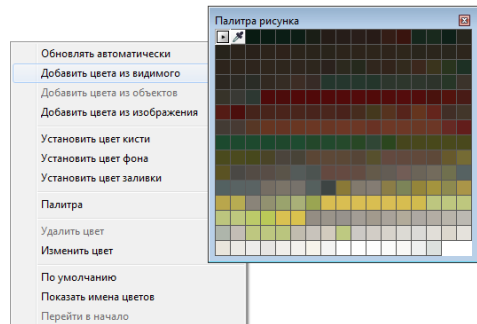 Палитра рисунка
Обновлять автоматически
Добавить цвета из видимого
Добавить цвета из объектов
Добавить цвета из изображения
Установить цвет кисти
Установить цвет фона
Установить цвет заливки
Палитра
Удалить цвет
Изменить цвет
По умолчанию
Показать имена цветов
Перейти в начало